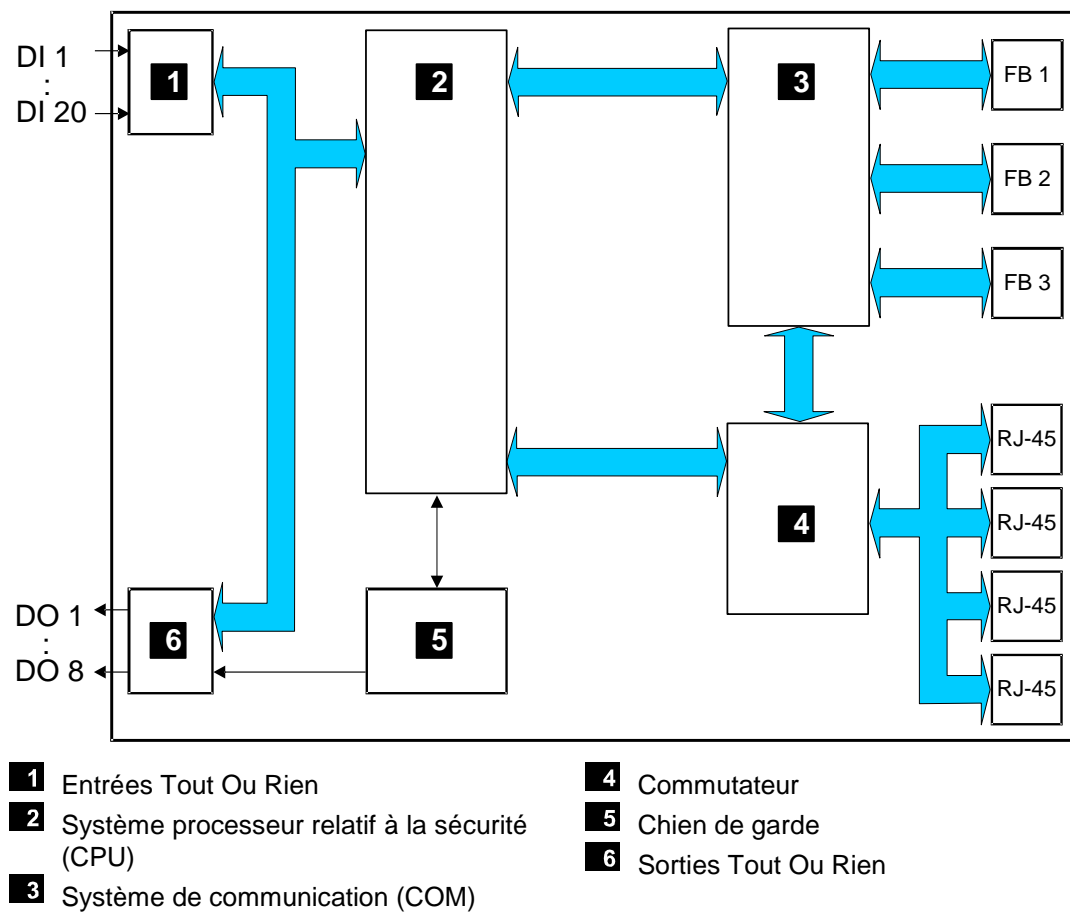 DI 1
:
DI 20
1
2
3
FB 1
FB 2
FB 3
RJ-45
4
RJ-45
DO 1
:
DO 8
6
5
RJ-45
RJ-45
1 Entrées Tout Ou Rien
2 Système processeur relatif à la sécurité
(CPU)
3 Système de communication (COM)
4 Commutateur
5 Chien de garde
6 Sorties Tout Ou Rien